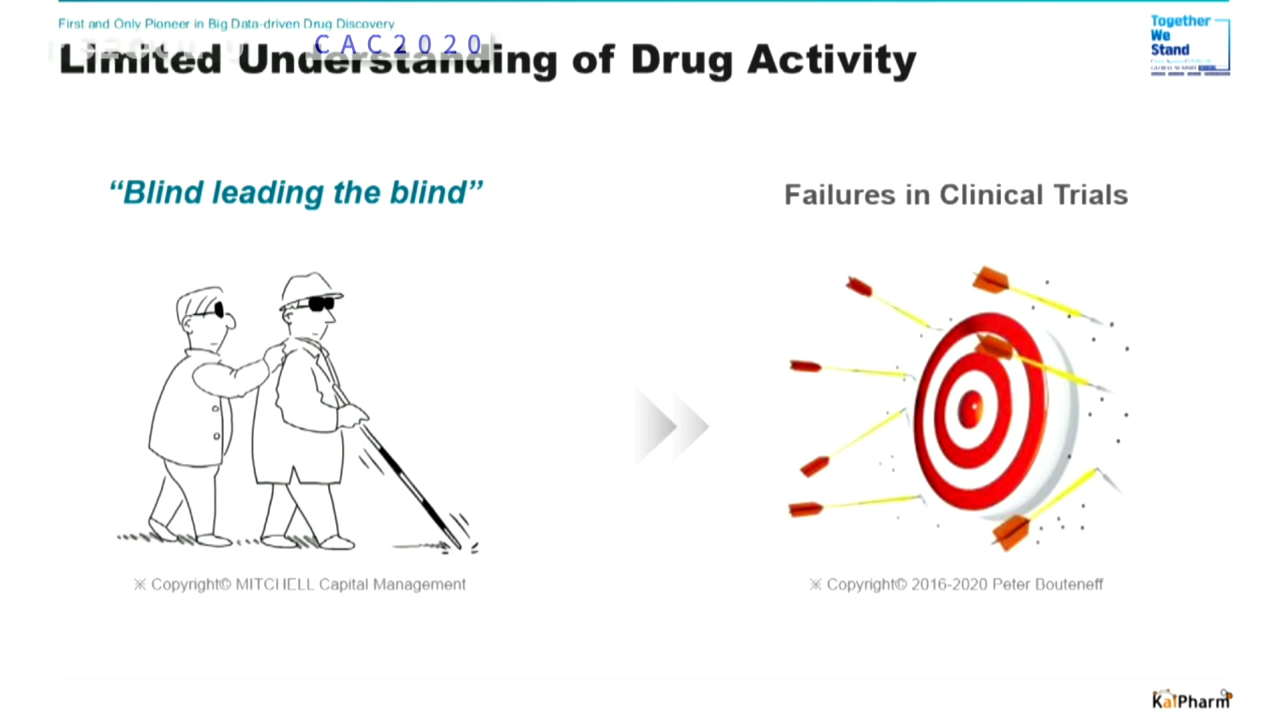 First and Only Pioneer in Big Data-driven Drug Discovery
CAC2020
Limited Understanding of Drug Activity
Together
We
Stand
“Blind leading the blind”
Failures in Clinical Trials
※ Copyright© MITCHELL Capital Management
※ Copyright© 2016-2020 Peter Bouteneff
KaiPharm